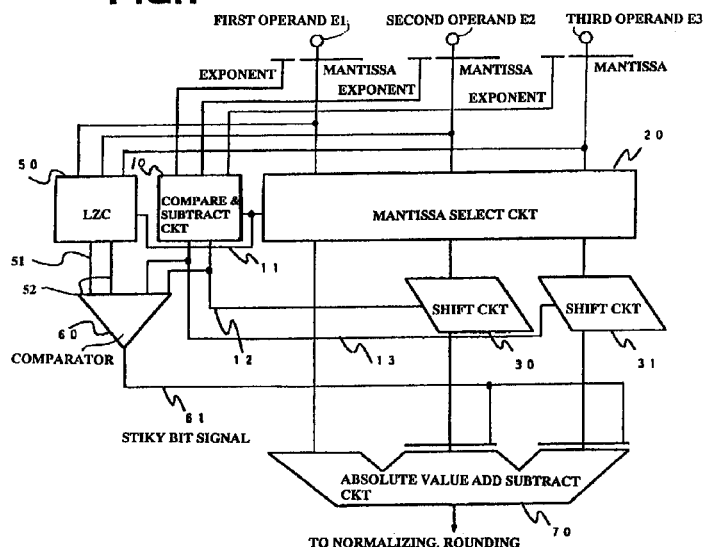 FIRST OPERAND E1
SECOND OPERAND E2
THIRD OPERAND E3
EXPONENT
MANTISSA
EXPONENT
MANTISSA
EXPONENT
MANTISSA
50
10
20
LZC
COMPARE &
SUBTRACT
CKT
MANTISSA SELECT CKT
51
52
11
SHIFT CKT
SHIFT CKT
60
COMPARATOR
12
13
30
31
61
STIKY BIT SIGNAL
ABSOLUTE VALUE ADD SUBTRACT
CKT
70
TO NORMALIZING, ROUNDING